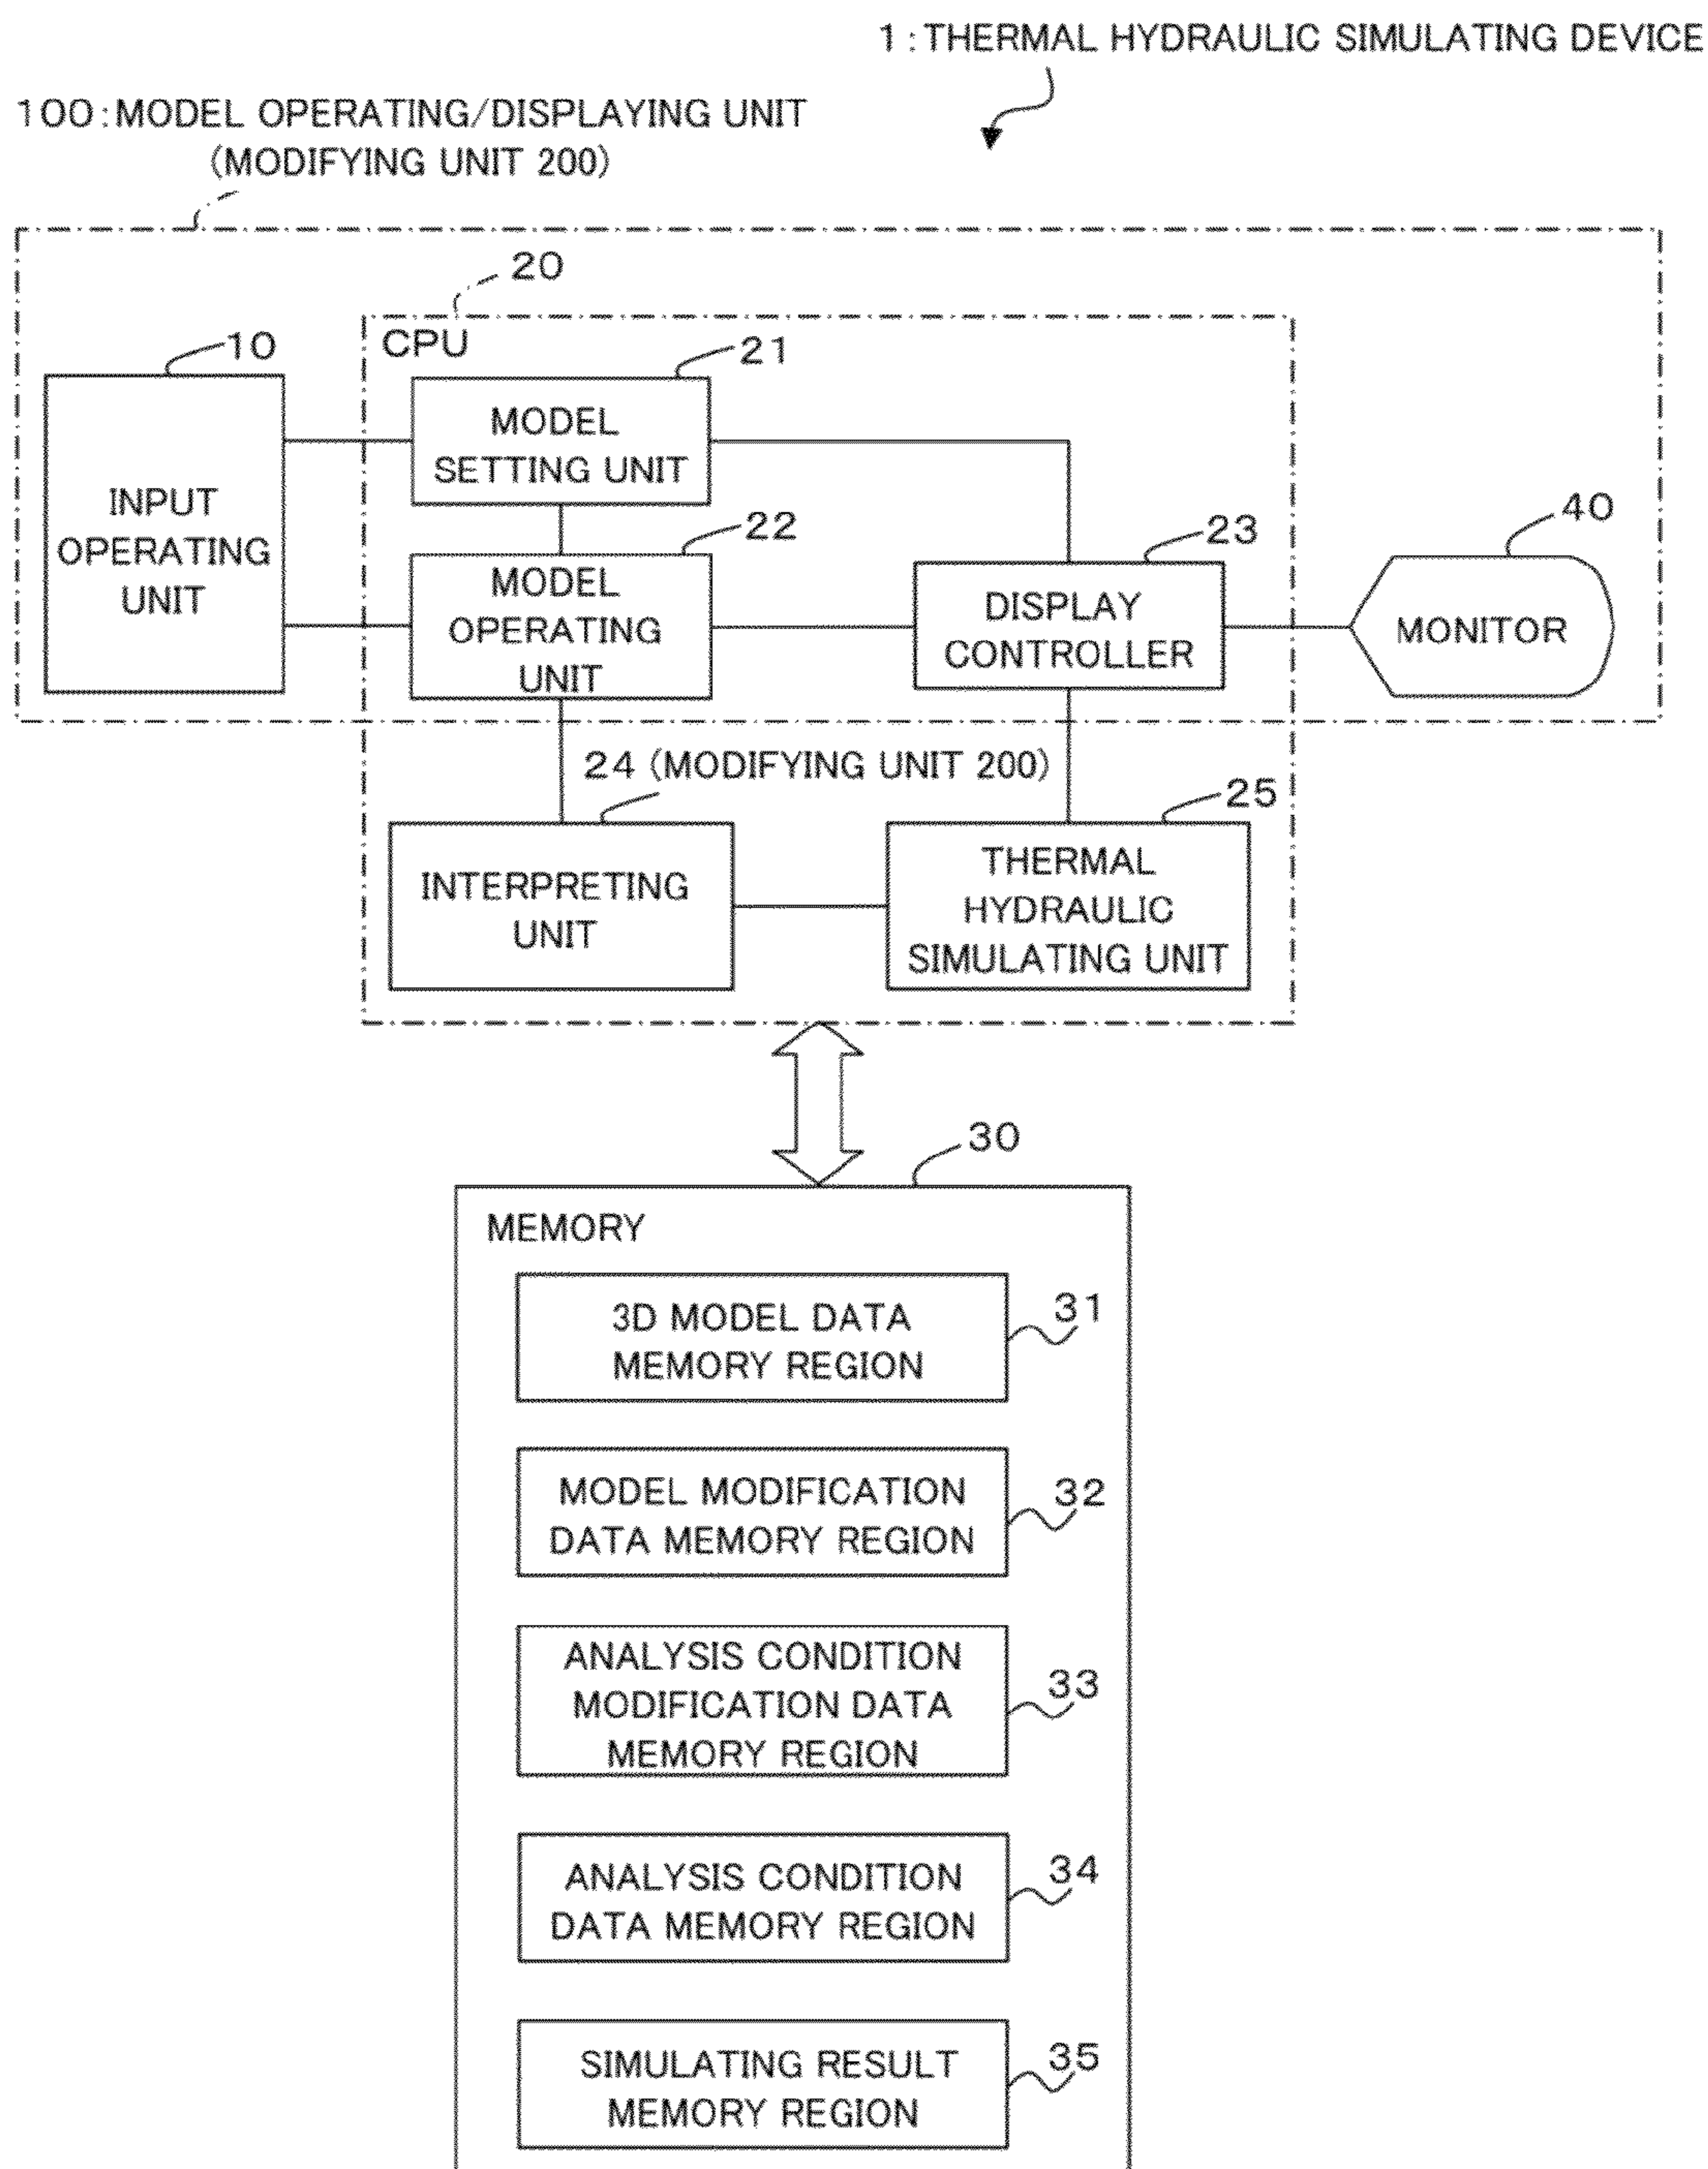 1:THERMAL HYDRAULIC SIMULATING DEVICE
100:MODEL OPERATING/DISPLAYING UNIT
(MODIFYING UNIT 200)
20
CPU
10
21
MODEL
SETTING UNIT
INPUT
OPERATING
UNIT
22
MODEL
OPERATING
UNIT
23
DISPLAY
CONTROLLER
40
MONITOR
24 (MODIFYING UNIT 200)
INTERPRETING
UNIT
25
THERMAL
HYDRAULIC
SIMULATING UNIT
30
MEMORY
3D MODEL DATA
MEMORY REGION
31
MODEL MODIFICATION
DATA MEMORY REGION
32
ANALYSIS CONDITION
MODIFICATION DATA
MEMORY REGION
33
ANALYSIS CONDITION
DATA MEMORY REGION
34
SIMULATING RESULT
MEMORY REGION
35